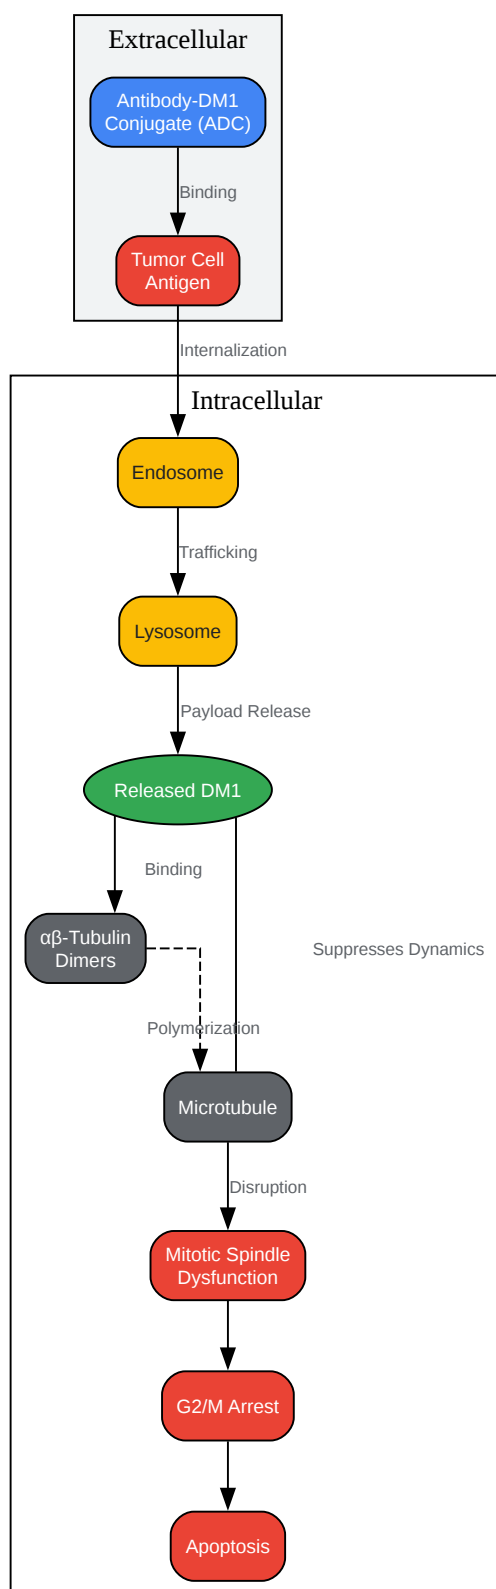 Extracellular
Antibody-DM1
Conjugate (ADC)
Binding
Tumor Cell
Antigen
Internalization
Intracellular
Endosome
Trafficking
Lysosome
Payload Release
Released DM1
Binding
αβ-Tubulin
Dimers
Suppresses Dynamics
Polymerization
Microtubule
Disruption
Mitotic Spindle
Dysfunction
G2/M Arrest
Apoptosis